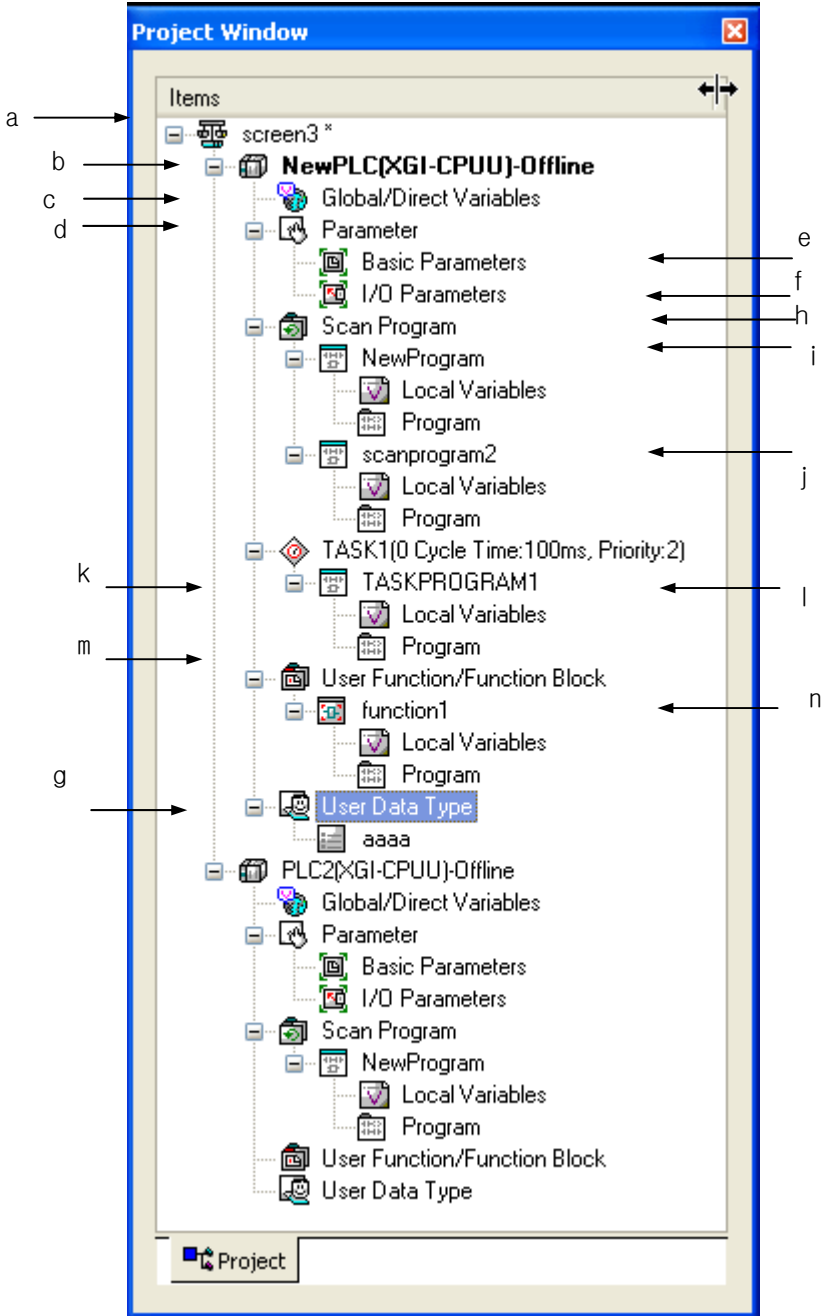 Project Window
Items
a
screen3 *
b
NewPLC(XGI-CPUU)-Offline
c
Global/Direct Variables
d
Parameter
e
Basic Parameters
f
I/O Parameters
h
Scan Program
i
NewProgram
Local Variables
Program
scanprogram2
j
Local Variables
Program
TASK1(0 Cycle Time:100ms, Priority:2)
k
TASKPROGRAM1
l
Local Variables
m
Program
User Function/Function Block
function1
n
Local Variables
Program
g
User Data Type
aaaa
PLC2(XGI-CPUU)-Offline
Global/Direct Variables
Parameter
Basic Parameters
I/O Parameters
Scan Program
NewProgram
Local Variables
Program
User Function/Function Block
User Data Type
Project